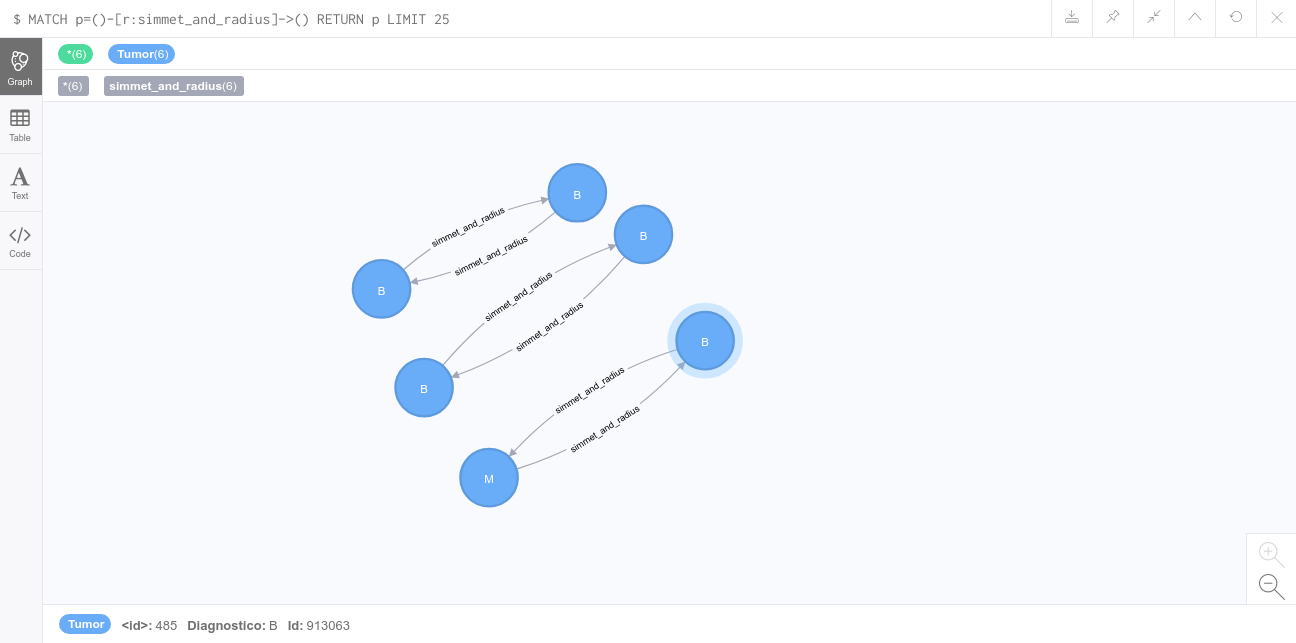 $ MATCH p=()-[r:simmet_and_radius]->() RETURN p LIMIT 25
*(6) Tumor(6)
*(6) simmet_and_radius(6)
Graph
Table
A
Text
</>
Code
B
B
simmet_and_radius
simmet_and_radius
B
simmet_and_radius
simmet_and_radius
B
B
simmet_and_radius
simmet_and_radius
M
Tumor <id>: 485 Diagnostico: B Id: 913063